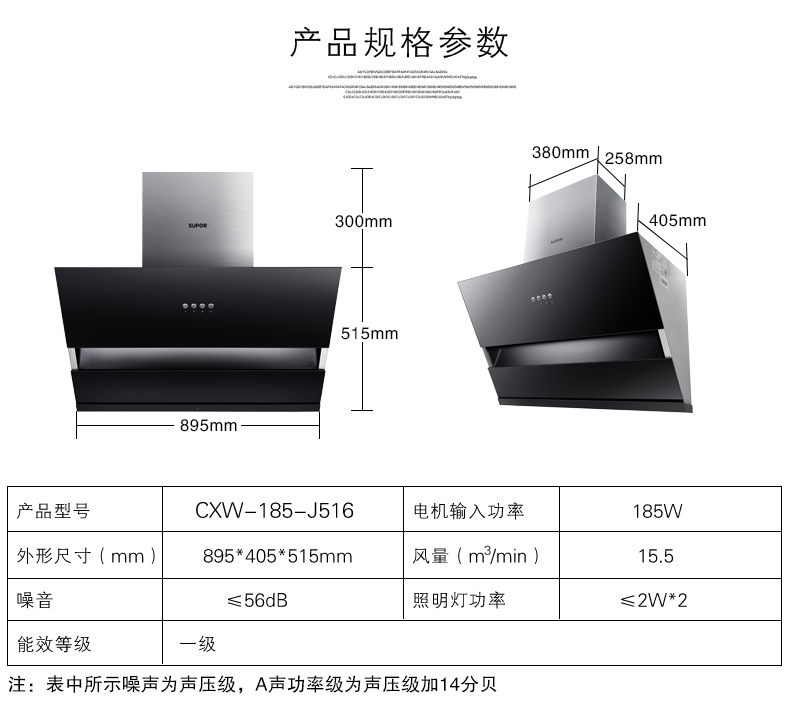 产品规格参数
SUPOR
300mm
515mm
895mm
380mm
258mm
405mm
SUPOR
产品型号 CXW-185-J516 电机输入功率 185W
外形尺寸（mm） 895*405*515mm 风量（m³/min） 15.5
噪音 ≤56dB 照明灯功率 ≤2W*2
能效等级 一级
注：表中所示噪声为声压级，A声功率级为声压级加14分贝